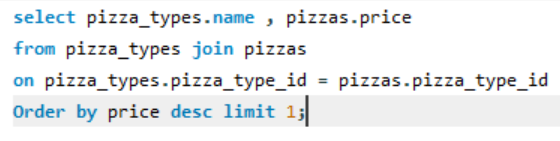 select pizza_types.name , pizzas.price
from pizza_types join pizzas
on pizza_types.pizza_type_id = pizzas.pizza_type_id
Order by price desc limit 1;